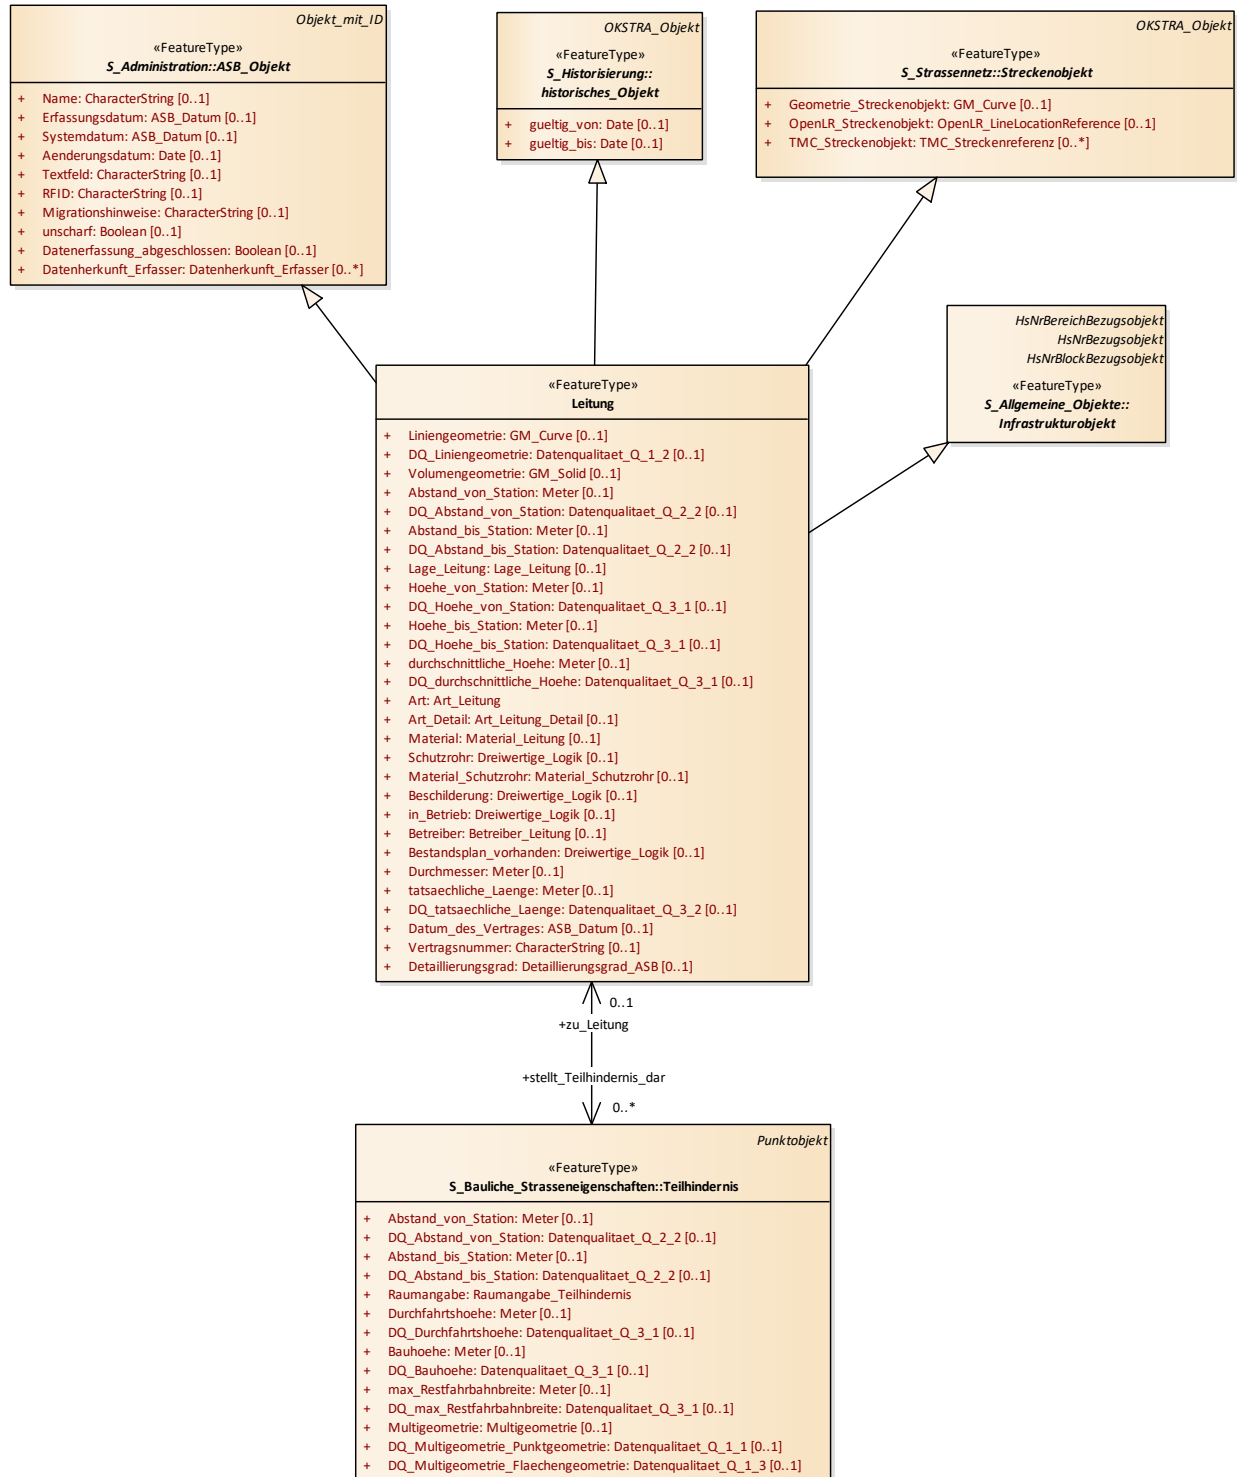 Objekt_mit_ID
«FeatureType»
S_Administration::ASB_Objekt
+ Name: CharacterString [0..1]
+ Erfassungsdatum: ASB_Datum [0..1]
+ Systemdatum: ASB_Datum [0..1]
+ Aenderungsdatum: Date [0..1]
+ Textfeld: CharacterString [0..1]
+ RFID: CharacterString [0..1]
+ Migrationshinweise: CharacterString [0..1]
+ unscharf: Boolean [0..1]
+ Datenerfassung_abgeschlossen: Boolean [0..1]
+ Datenherkunft_Erfasser: Datenherkunft_Erfasser [0..*]
OKSTRA_Objekt
«FeatureType»
S_Historisierung::
historisches_Objekt
+ gueltig_von: Date [0..1]
+ gueltig_bis: Date [0..1]
OKSTRA_Objekt
«FeatureType»
S_Strassennetz::Streckenobjekt
+ Geometrie_Streckenobjekt: GM_Curve [0..1]
+ OpenLR_Streckenobjekt: OpenLR_LineLocationReference [0..1]
+ TMC_Streckenobjekt: TMC_Streckenreferenz [0..*]
HsNrBereichBezugsobjekt
HsNrBezugsobjekt
HsNrBlockBezugsobjekt
«FeatureType»
S_Allgemeine_Objekte::
Infrastrukturobjekt
«FeatureType»
Leitung
+ Liniengeometrie: GM_Curve [0..1]
+ DQ_Liniengeometrie: Datenqualitaet_Q_1_2 [0..1]
+ Volumengeometrie: GM_Solid [0..1]
+ Abstand_von_Station: Meter [0..1]
+ DQ_Abstand_von_Station: Datenqualitaet_Q_2_2 [0..1]
+ Abstand_bis_Station: Meter [0..1]
+ DQ_Abstand_bis_Station: Datenqualitaet_Q_2_2 [0..1]
+ Lage_Leitung: Lage_Leitung [0..1]
+ Hoehe_von_Station: Meter [0..1]
+ DQ_Hoehe_von_Station: Datenqualitaet_Q_3_1 [0..1]
+ Hoehe_bis_Station: Meter [0..1]
+ DQ_Hoehe_bis_Station: Datenqualitaet_Q_3_1 [0..1]
+ durchschnittliche_Hoehe: Meter [0..1]
+ DQ_durchschnittliche_Hoehe: Datenqualitaet_Q_3_1 [0..1]
+ Art: Art_Leitung
+ Art_Detail: Art_Leitung_Detail [0..1]
+ Material: Material_Leitung [0..1]
+ Schutzrohr: Dreiwertige_Logik [0..1]
+ Material_Schutzrohr: Material_Schutzrohr [0..1]
+ Beschilderung: Dreiwertige_Logik [0..1]
+ in_Betrieb: Dreiwertige_Logik [0..1]
+ Betreiber: Betreiber_Leitung [0..1]
+ Bestandsplan_vorhanden: Dreiwertige_Logik [0..1]
+ Durchmesser: Meter [0..1]
+ tatsaechliche_Laenge: Meter [0..1]
+ DQ_tatsaechliche_Laenge: Datenqualitaet_Q_3_2 [0..1]
+ Datum_des_Vertrages: ASB_Datum [0..1]
+ Vertragsnummer: CharacterString [0..1]
+ Detaillierungsgrad: Detaillierungsgrad_ASB [0..1]
0..1
+zu_Leitung
+stellt_Teilhindernis_dar
0..*
Punktobjekt
«FeatureType»
S_Bauliche_Strasseneigenschaften::Teilhindernis
+ Abstand_von_Station: Meter [0..1]
+ DQ_Abstand_von_Station: Datenqualitaet_Q_2_2 [0..1]
+ Abstand_bis_Station: Meter [0..1]
+ DQ_Abstand_bis_Station: Datenqualitaet_Q_2_2 [0..1]
+ Raumangabe: Raumangabe_Teilhindernis
+ Durchfahrtshoehe: Meter [0..1]
+ DQ_Durchfahrtshoehe: Datenqualitaet_Q_3_1 [0..1]
+ Bauhoehe: Meter [0..1]
+ DQ_Bauhoehe: Datenqualitaet_Q_3_1 [0..1]
+ max_Restfahrbahnbreite: Meter [0..1]
+ DQ_max_Restfahrbahnbreite: Datenqualitaet_Q_3_1 [0..1]
+ Multigeometrie: Multigeometrie [0..1]
+ DQ_Multigeometrie_Punktgeometrie: Datenqualitaet_Q_1_1 [0..1]
+ DQ_Multigeometrie_Flaechengeometrie: Datenqualitaet_Q_1_3 [0..1]